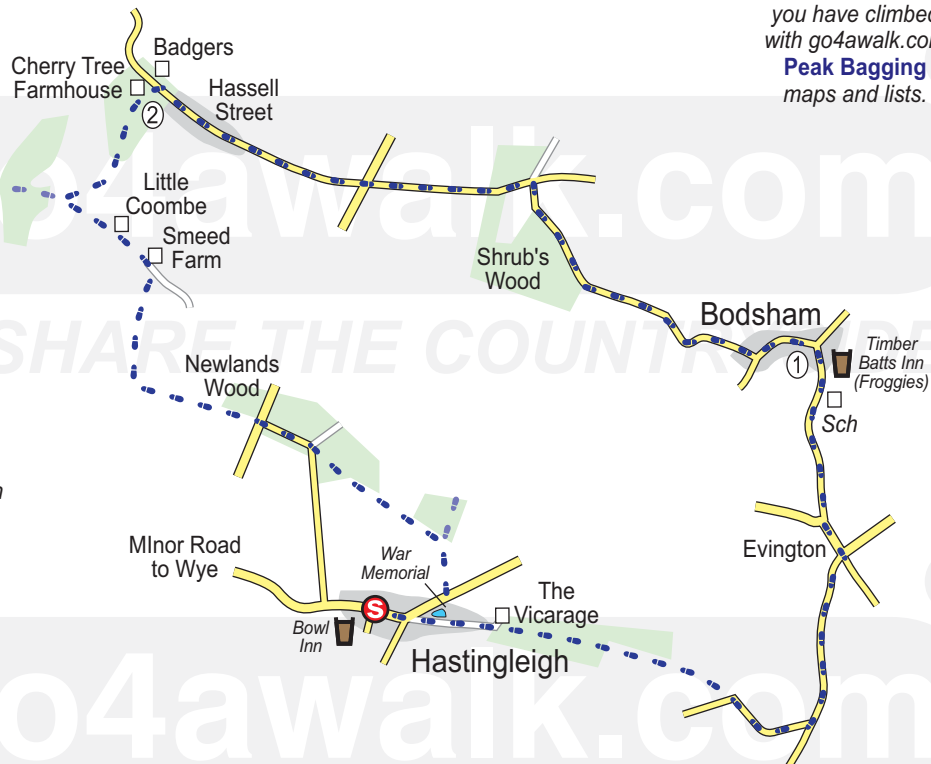 you have climbed
with go4awalk.com
Peak Bagging
maps and lists.
Badgers
Cherry Tree
Farmhouse
2
Hassell
Street
o4awalk.com
Little
Coombe
Smeed
Farm
Shrub's
Wood
SHARE THE COUNTR
Bodsham
1
Timber
Batts Inn
(Froggies)
Sch
Newlands
Wood
Evington
MInor Road
to Wye
War
Memorial
The
Vicarage
S
Bowl
Inn
Hastingleigh
go4awalk.com